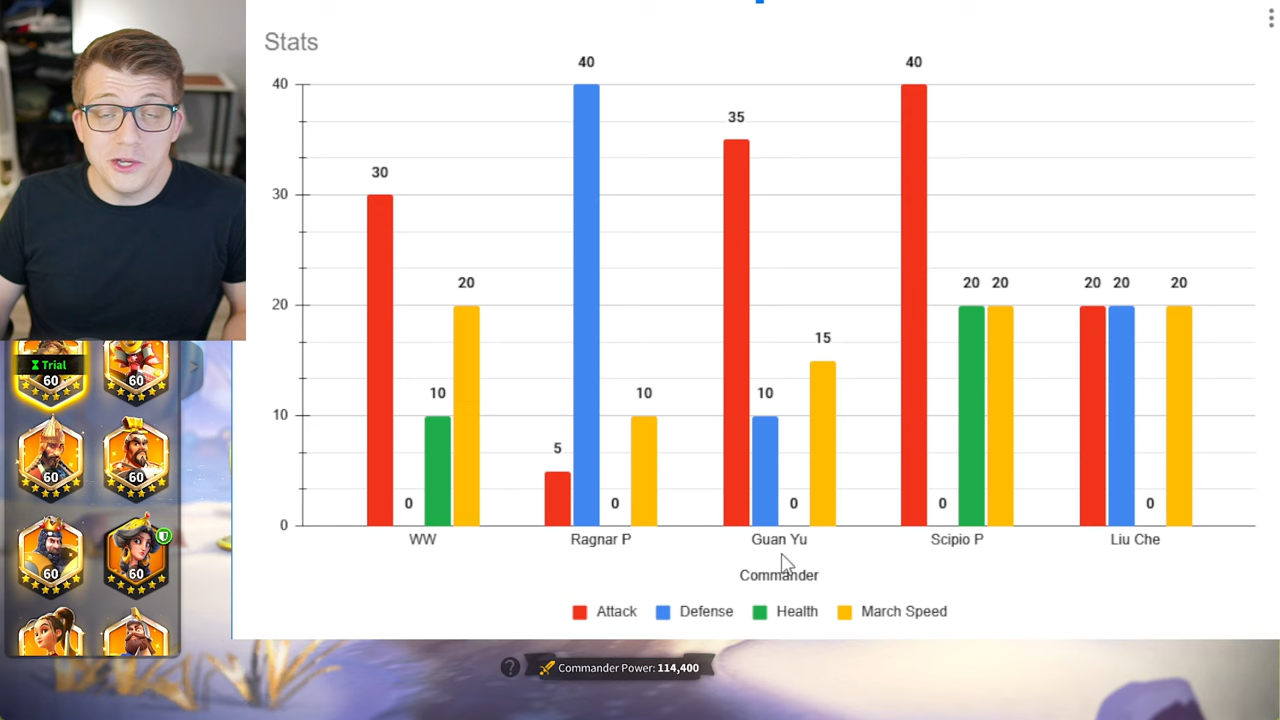 Stats
40
30
20
10
0
30
0
10
20
5
40
0
10
35
10
0
15
40
0
20
20
20
20
0
20
WW
Ragnar P
Guan Yu
Scipio P
Liu Che
Commander
Attack
Defense
Health
March Speed
Trial
60
60
60
60
60
60
? Commander Power: 114,400